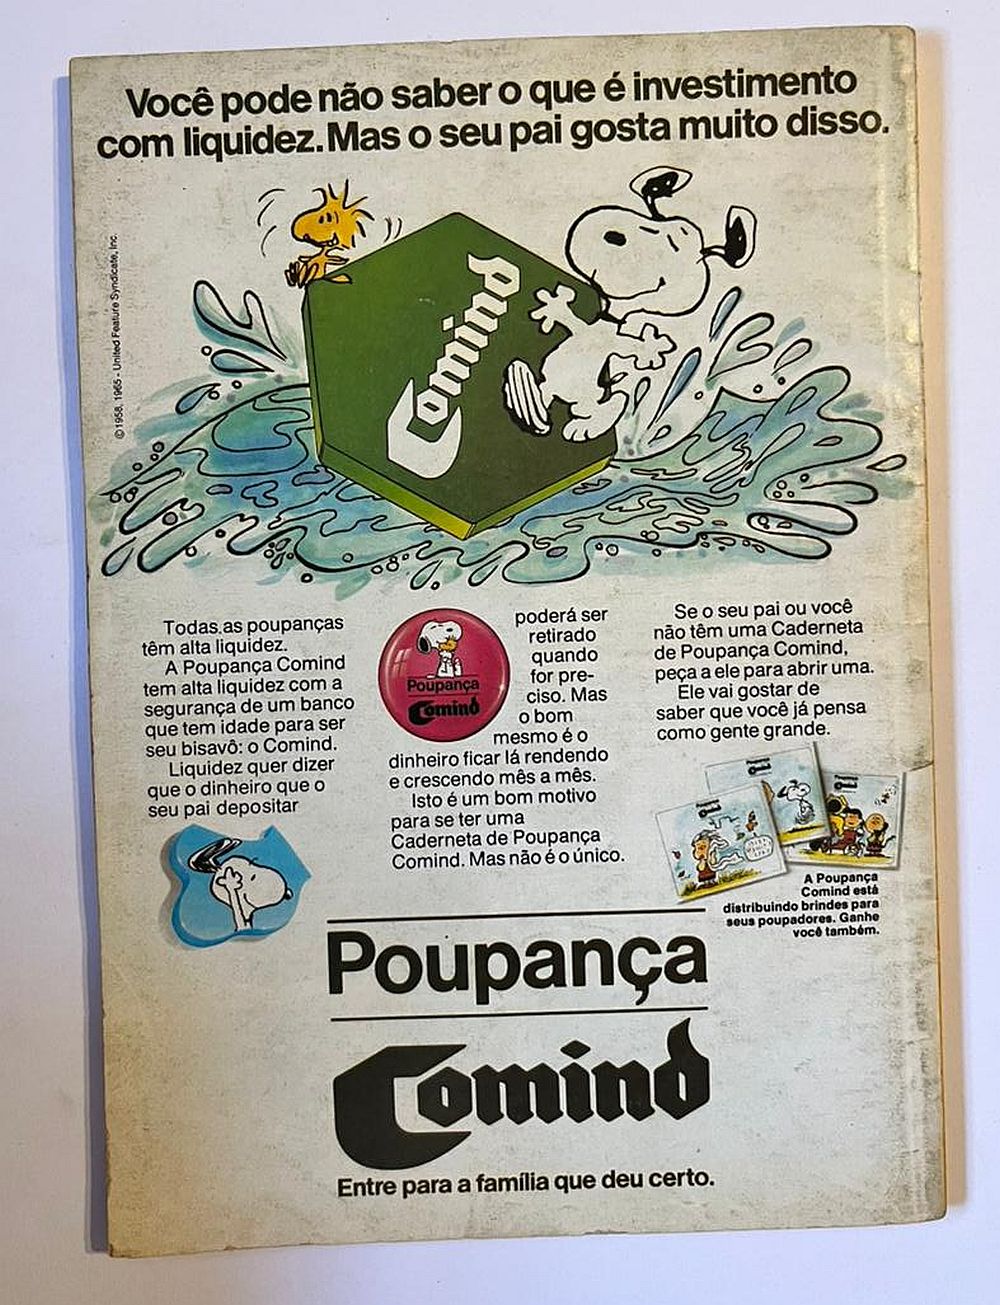 Você pode não saber o que é investimento
com liquidez. Mas o seu pai gosta muito disso.
© 1958, 1965 - United Feature Syndicate, Inc.
Comind
Todas as poupanças
têm alta liquidez.
A Poupança Comind
tem alta liquidez com a
segurança de um banco
que tem idade para ser
seu bisavô: o Comind.
Liquidez quer dizer
que o dinheiro que o
seu pai depositar
Poupança
Comind
poderá ser
retirado
quando
for pre-
ciso. Mas
o bom
mesmo é o
dinheiro ficar lá rendendo
e crescendo mês a mês.
Isto é um bom motivo
para se ter uma
Caderneta de Poupança
Comind. Mas não é o único.
Se o seu pai ou você
não têm uma Caderneta
de Poupança Comind,
peça a ele para abrir uma.
Ele vai gostar de
saber que você já pensa
como gente grande.
Poupança
Comind
Poupança
Comind
Poupança
Comind
A Poupança
Comind está
distribuindo brindes para
seus poupadores. Ganhe
você também.
Poupança
Comind
Entre para a família que deu certo.